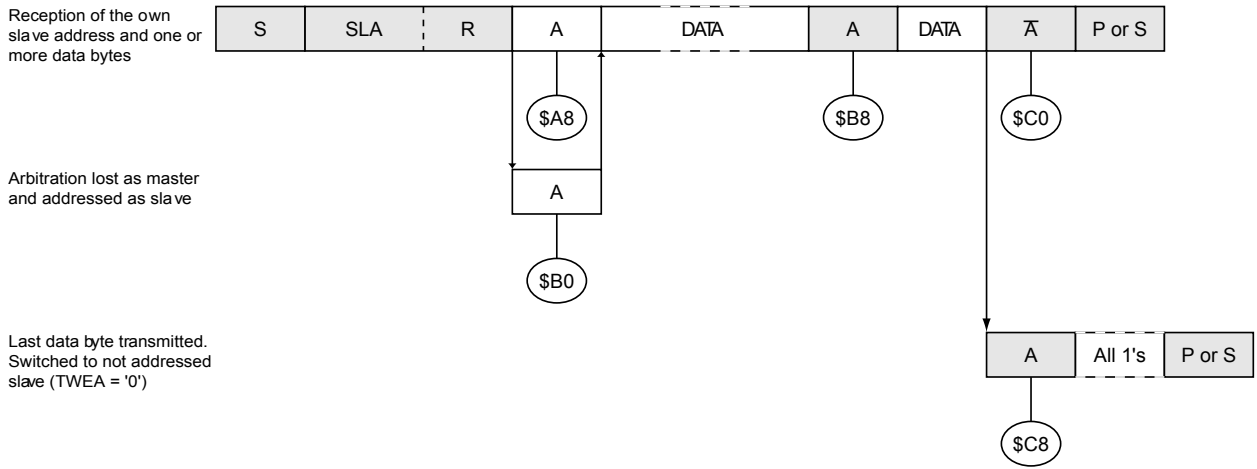 Reception of the own
slave address and one or
more data bytes
S SLA R A DATA A DATA A̅ P or S
$A8 $B8 $C0
Arbitration lost as master
and addressed as slave
A
$B0
Last data byte transmitted.
Switched to not addressed
slave (TWEA = '0')
A All 1's P or S
$C8